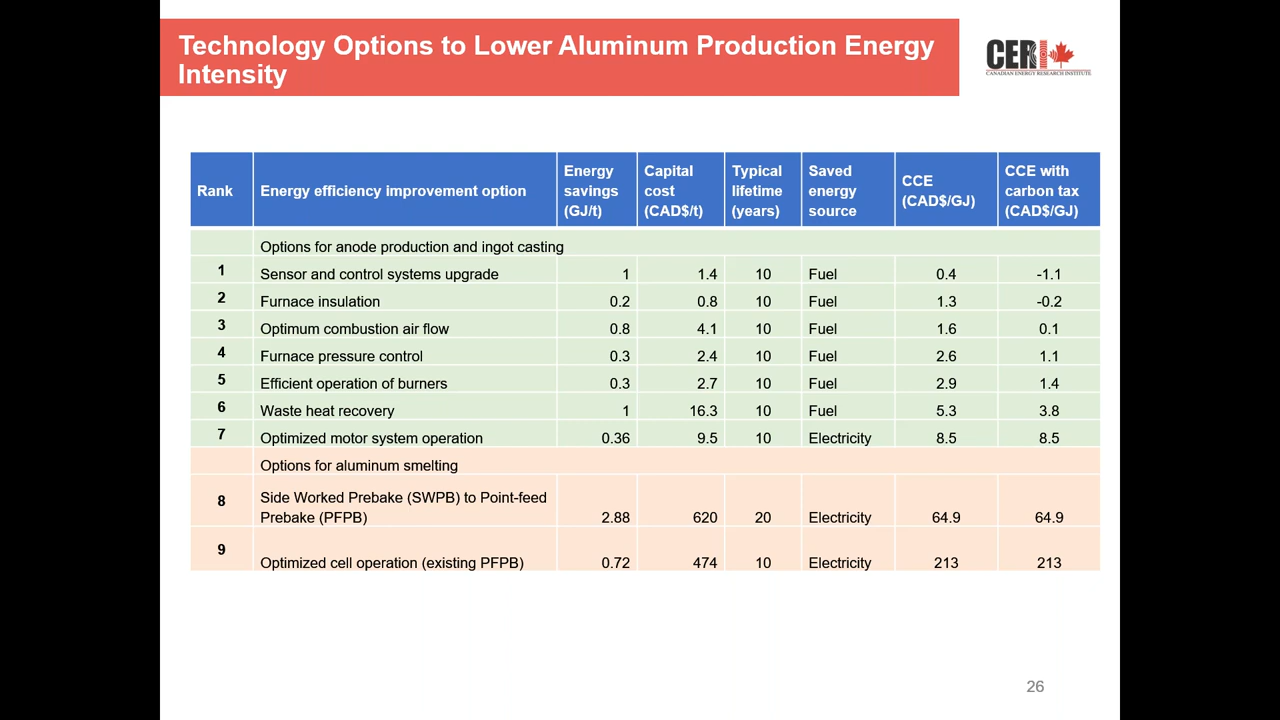 Technology Options to Lower Aluminum Production Energy
Intensity
CERI
CANADIAN ENERGY RESEARCH INSTITUTE
Rank Energy efficiency improvement option Energy savings (GJ/t) Capital cost (CAD$/t) Typical lifetime (years) Saved energy source CCE (CAD$/GJ) CCE with carbon tax (CAD$/GJ)
Options for anode production and ingot casting
1 Sensor and control systems upgrade 1 1.4 10 Fuel 0.4 -1.1
2 Furnace insulation 0.2 0.8 10 Fuel 1.3 -0.2
3 Optimum combustion air flow 0.8 4.1 10 Fuel 1.6 0.1
4 Furnace pressure control 0.3 2.4 10 Fuel 2.6 1.1
5 Efficient operation of burners 0.3 2.7 10 Fuel 2.9 1.4
6 Waste heat recovery 1 16.3 10 Fuel 5.3 3.8
7 Optimized motor system operation 0.36 9.5 10 Electricity 8.5 8.5
Options for aluminum smelting
8 Side Worked Prebake (SWPB) to Point-feed
Prebake (PFPB) 2.88 620 20 Electricity 64.9 64.9
9 Optimized cell operation (existing PFPB) 0.72 474 10 Electricity 213 213
26